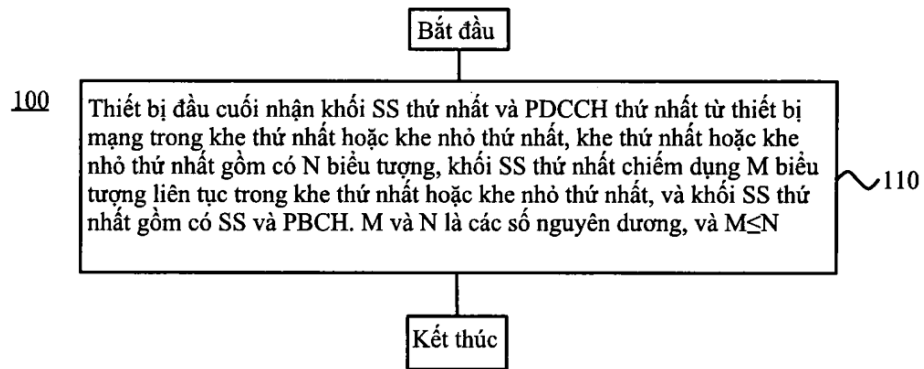 Bắt đầu
100
Thiết bị đầu cuối nhận khối SS thứ nhất và PDCCH thứ nhất từ thiết bị
mạng trong khe thứ nhất hoặc khe nhỏ thứ nhất, khe thứ nhất hoặc khe
nhỏ thứ nhất gồm có N biểu tượng, khối SS thứ nhất chiếm dụng M biểu
tượng liên tục trong khe thứ nhất hoặc khe nhỏ thứ nhất, và khối SS thứ
nhất gồm có SS và PBCH. M và N là các số nguyên dương, và M≤N
110
Kết thúc